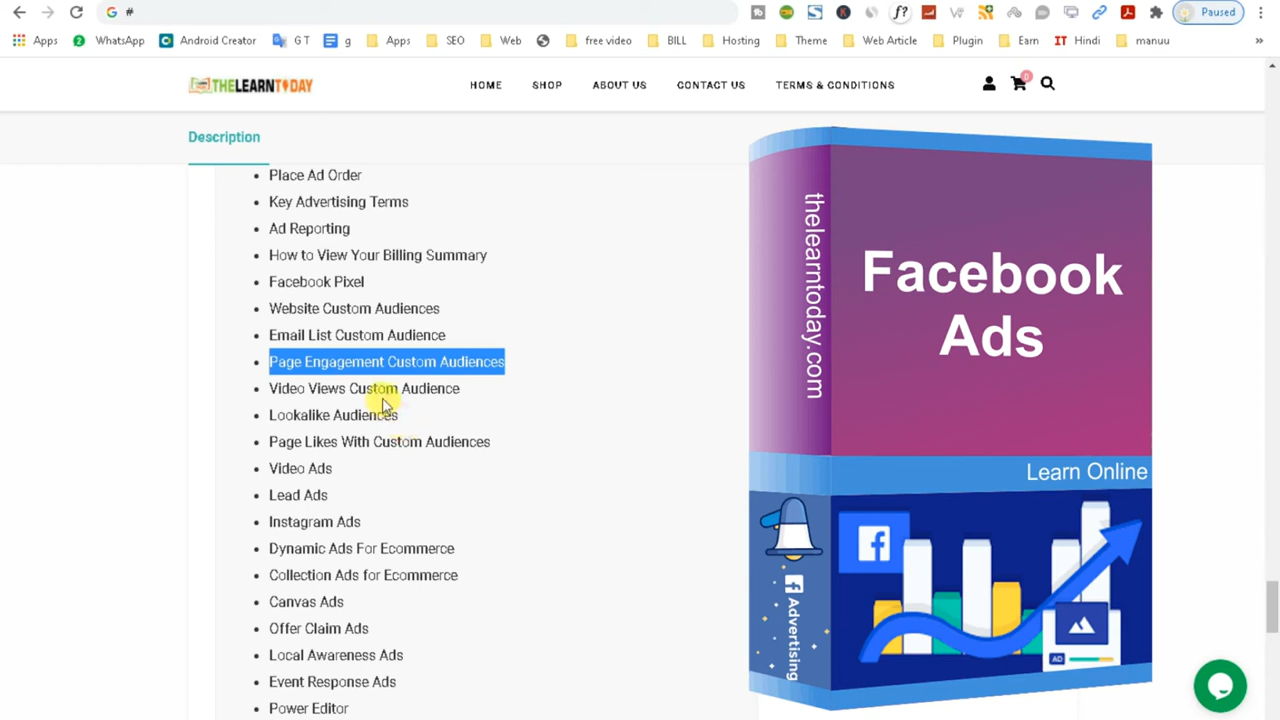 #
Paused
Apps
WhatsApp
Android Creator
G T
g
Apps
SEO
Web
free video
BILL
Hosting
Theme
Web Article
Plugin
Earn
IT Hindi
manuu
»
THELEARNTODAY
HOME
SHOP
ABOUT US
CONTACT US
TERMS & CONDITIONS
0
Description
Place Ad Order
Key Advertising Terms
Ad Reporting
How to View Your Billing Summary
Facebook Pixel
Website Custom Audiences
Email List Custom Audience
Page Engagement Custom Audiences
Video Views Custom Audience
Lookalike Audiences
Page Likes With Custom Audiences
Video Ads
Lead Ads
Instagram Ads
Dynamic Ads For Ecommerce
Collection Ads for Ecommerce
Canvas Ads
Offer Claim Ads
Local Awareness Ads
Event Response Ads
Power Editor
thelearntoday.com
Facebook
Ads
Learn Online
Advertising
AD